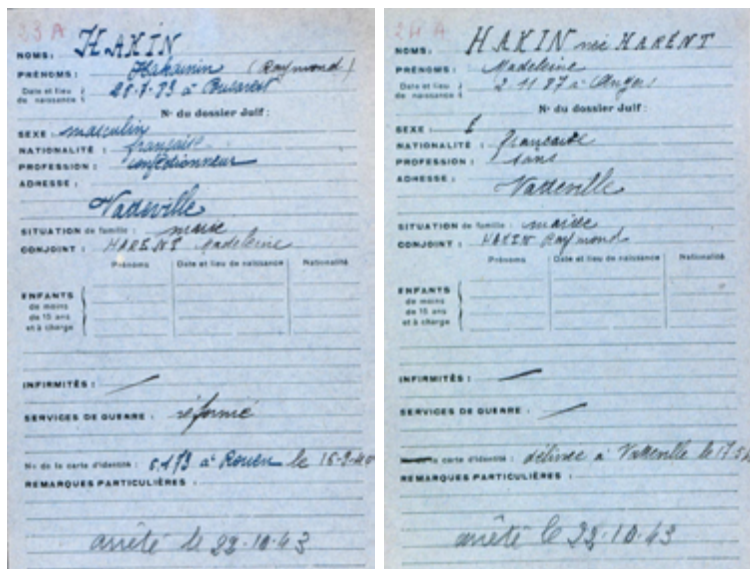 23 A
NOMS : HAKIN
PRÉNOMS : (Raymond)
Date et lieu de naissance : à Bucarest
N° du dossier Juif :
SEXE : masculin
NATIONALITÉ : française
PROFESSION : confectionneur
ADRESSE :
Vatteville
SITUATION de famille : marié
CONJOINT : HARENT Madeleine
Prénoms Date et lieu de naissance Nationalité
ENFANTS
de moins
de 15 ans
et à charge
INFIRMITÉS :
SERVICES DE GUERRE : réformé
N° de la carte d'identité : à Rouen le
REMARQUES PARTICULIÈRES :
arrêté le 22.10.43
24 A
NOMS : HAKIN née HARENT
PRÉNOMS : Madeleine
Date et lieu de naissance : 2.11.87 à Angers
N° du dossier Juif :
SEXE : f
NATIONALITÉ : française
PROFESSION : sans
ADRESSE :
Vatteville
SITUATION de famille : mariée
CONJOINT : HAKIN Raymond
Prénoms Date et lieu de naissance Nationalité
ENFANTS
de moins
de 15 ans
et à charge
INFIRMITÉS :
SERVICES DE GUERRE :
la carte d'identité : délivrée à Vatteville le
REMARQUES PARTICULIÈRES :
arrêté le 22.10.43